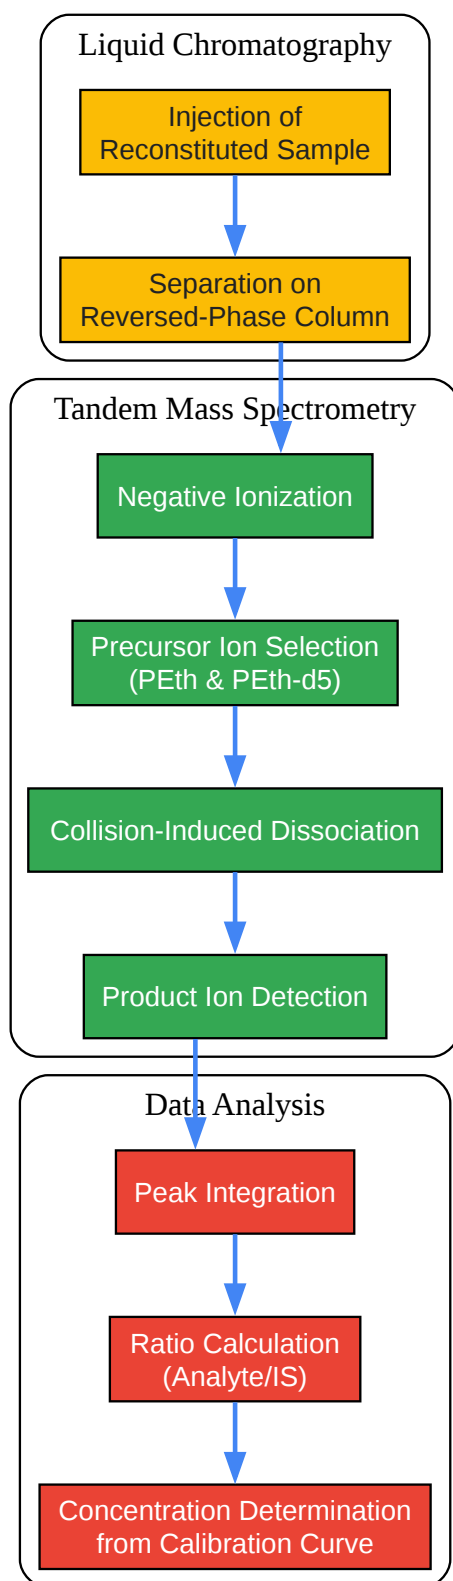 Liquid Chromatography
Injection of
Reconstituted Sample
Separation on
Reversed-Phase Column
Tandem Mass Spectrometry
Negative Ionization
Precursor Ion Selection
(PEth & PEth-d5)
Collision-Induced Dissociation
Product Ion Detection
Data Analysis
Peak Integration
Ratio Calculation
(Analyte/IS)
Concentration Determination
from Calibration Curve